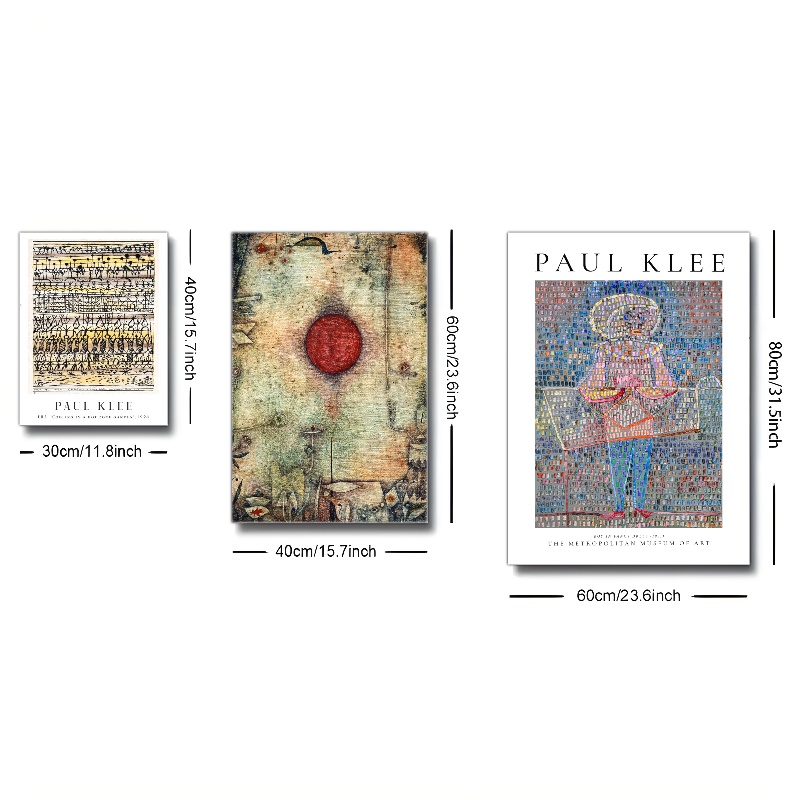 PAUL KLEE
40cm/15.7inch
30cm/11.8inch
60cm/23.6inch
40cm/15.7inch
PAUL KLEE
THE METROPOLITAN MUSEUM OF ART
80cm/31.5inch
60cm/23.6inch